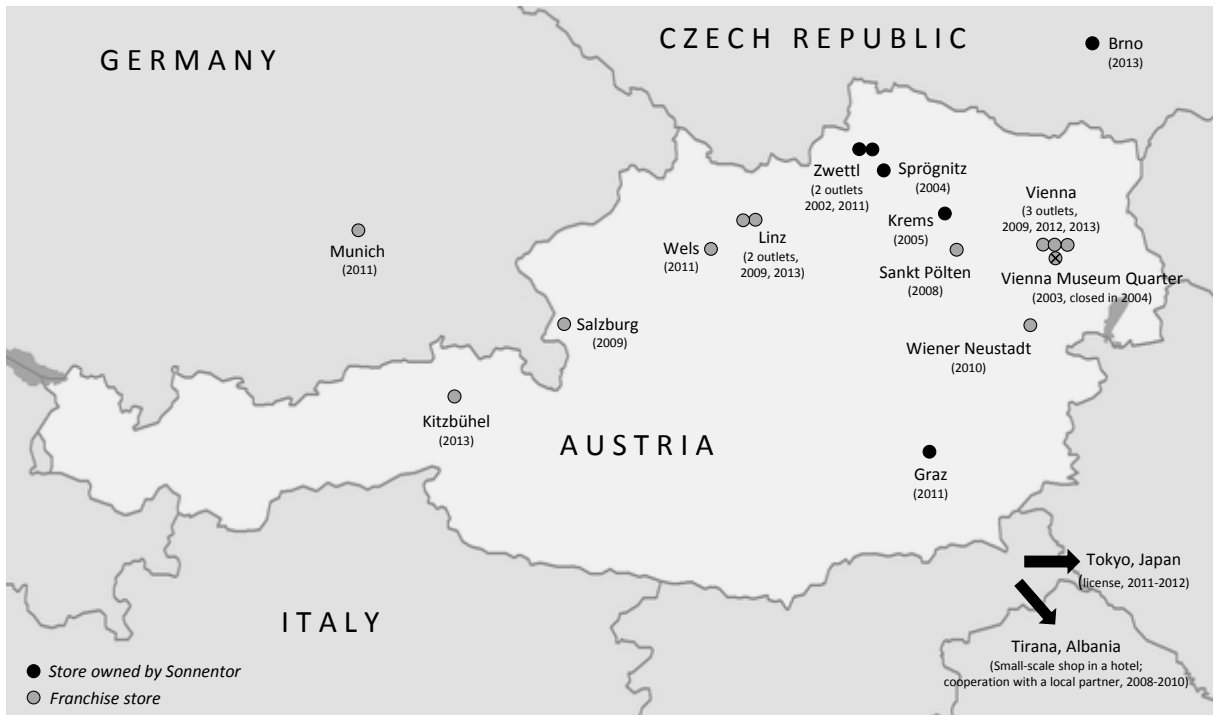 GERMANY
CZECH REPUBLIC
Brno
(2013)
Zwettl
(2 outlets
2002, 2011)
Sprögnitz
(2004)
Vienna
(3 outlets,
2009, 2012, 2013)
Krems
(2005)
Munich
(2011)
Wels
(2011)
Linz
(2 outlets,
2009, 2013)
Sankt Pölten
(2008)
Vienna Museum Quarter
(2003, closed in 2004)
Salzburg
(2009)
Wiener Neustadt
(2010)
Kitzbühel
(2013)
AUSTRIA
Graz
(2011)
Tokyo, Japan
(license, 2011-2012)
ITALY
Tirana, Albania
(Small-scale shop in a hotel;
cooperation with a local partner, 2008-2010)
Store owned by Sonnentor
Franchise store